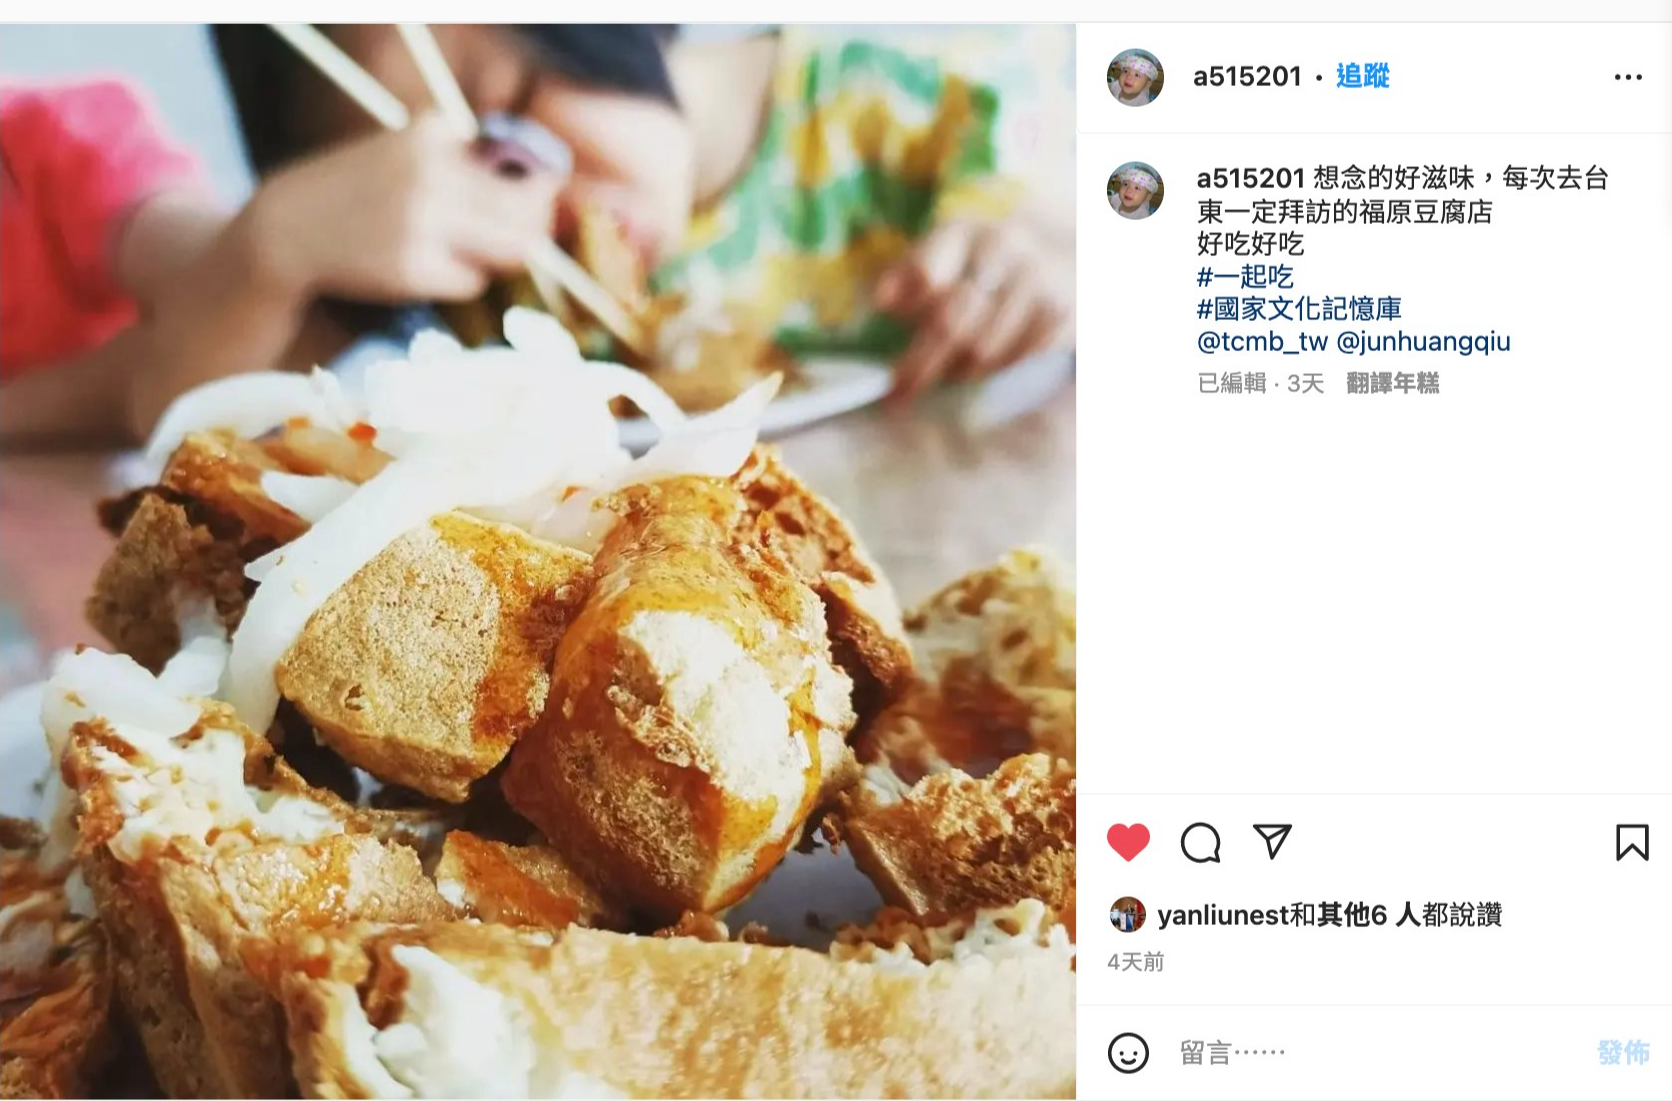 a515201 • 追蹤
a515201 想念的好滋味，每次去台
東一定拜訪的福原豆腐店
好吃好吃
#一起吃
#國家文化記憶庫
@tcmb_tw @junhuangqiu
已編輯 · 3天 翻譯年糕
yanliunest和其他6 人都說讚
4天前
留言⋯⋯ 發佈